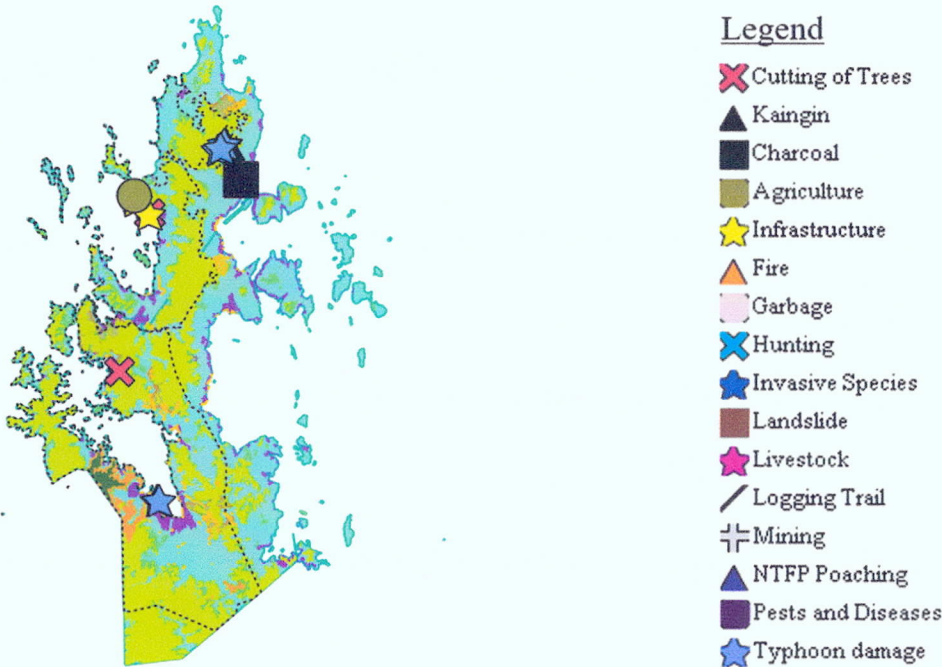 Legend
Cutting of Trees
Kaingin
Charcoal
Agriculture
Infrastructure
Fire
Garbage
Hunting
Invasive Species
Landslide
Livestock
Logging Trail
Mining
NTFP Poaching
Pests and Diseases
Typhoon damage